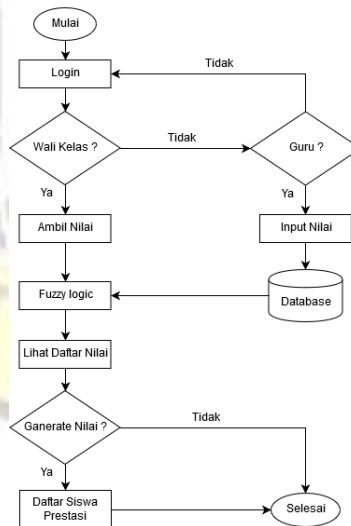 Mulai
Login
Tidak
Wali Kelas ?
Tidak
Guru ?
Ya
Ya
Ambil Nilai
Input Nilai
Fuzzy logic
Database
Lihat Daftar Nilai
Ganerate Nilai ?
Tidak
Ya
Daftar Siswa
Prestasi
Selesai